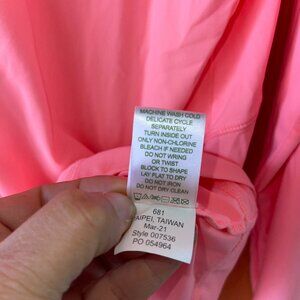 MACHINE WASH COLD
DELICATE CYCLE
SEPARATELY
TURN INSIDE OUT
ONLY NON-CHLORINE
BLEACH IF NEEDED
DO NOT WRING
OR TWIST
BLOCK TO SHAPE
LAY FLAT TO DRY
DO NOT IRON
DO NOT DRY CLEAN
681
AIPEI, TAIWAN
Mar-21
Style 007536
PO 054964